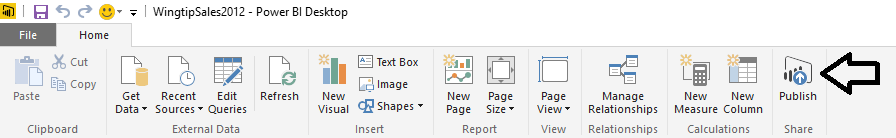 WingtipSales2012 - Power BI Desktop
File
Home
Paste
Cut
Copy
Clipboard
Get
Data
Recent
Sources
Edit
Queries
Refresh
External Data
New
Visual
Text Box
Image
Shapes
Insert
New
Page
Page
Size
Report
Page
View
View
Manage
Relationships
Relationships
New
Measure
New
Column
Calculations
Publish
Share